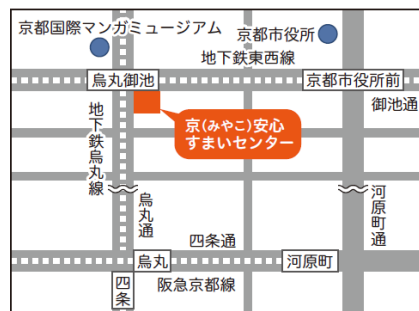 京都国際マンガミュージアム
京都市役所
地下鉄東西線
烏丸御池
京都市役所前
御池通
京(みやこ)安心
すまいセンター
地下鉄烏丸線
烏丸通
河原町通
四条通
烏丸
河原町
四条
阪急京都線